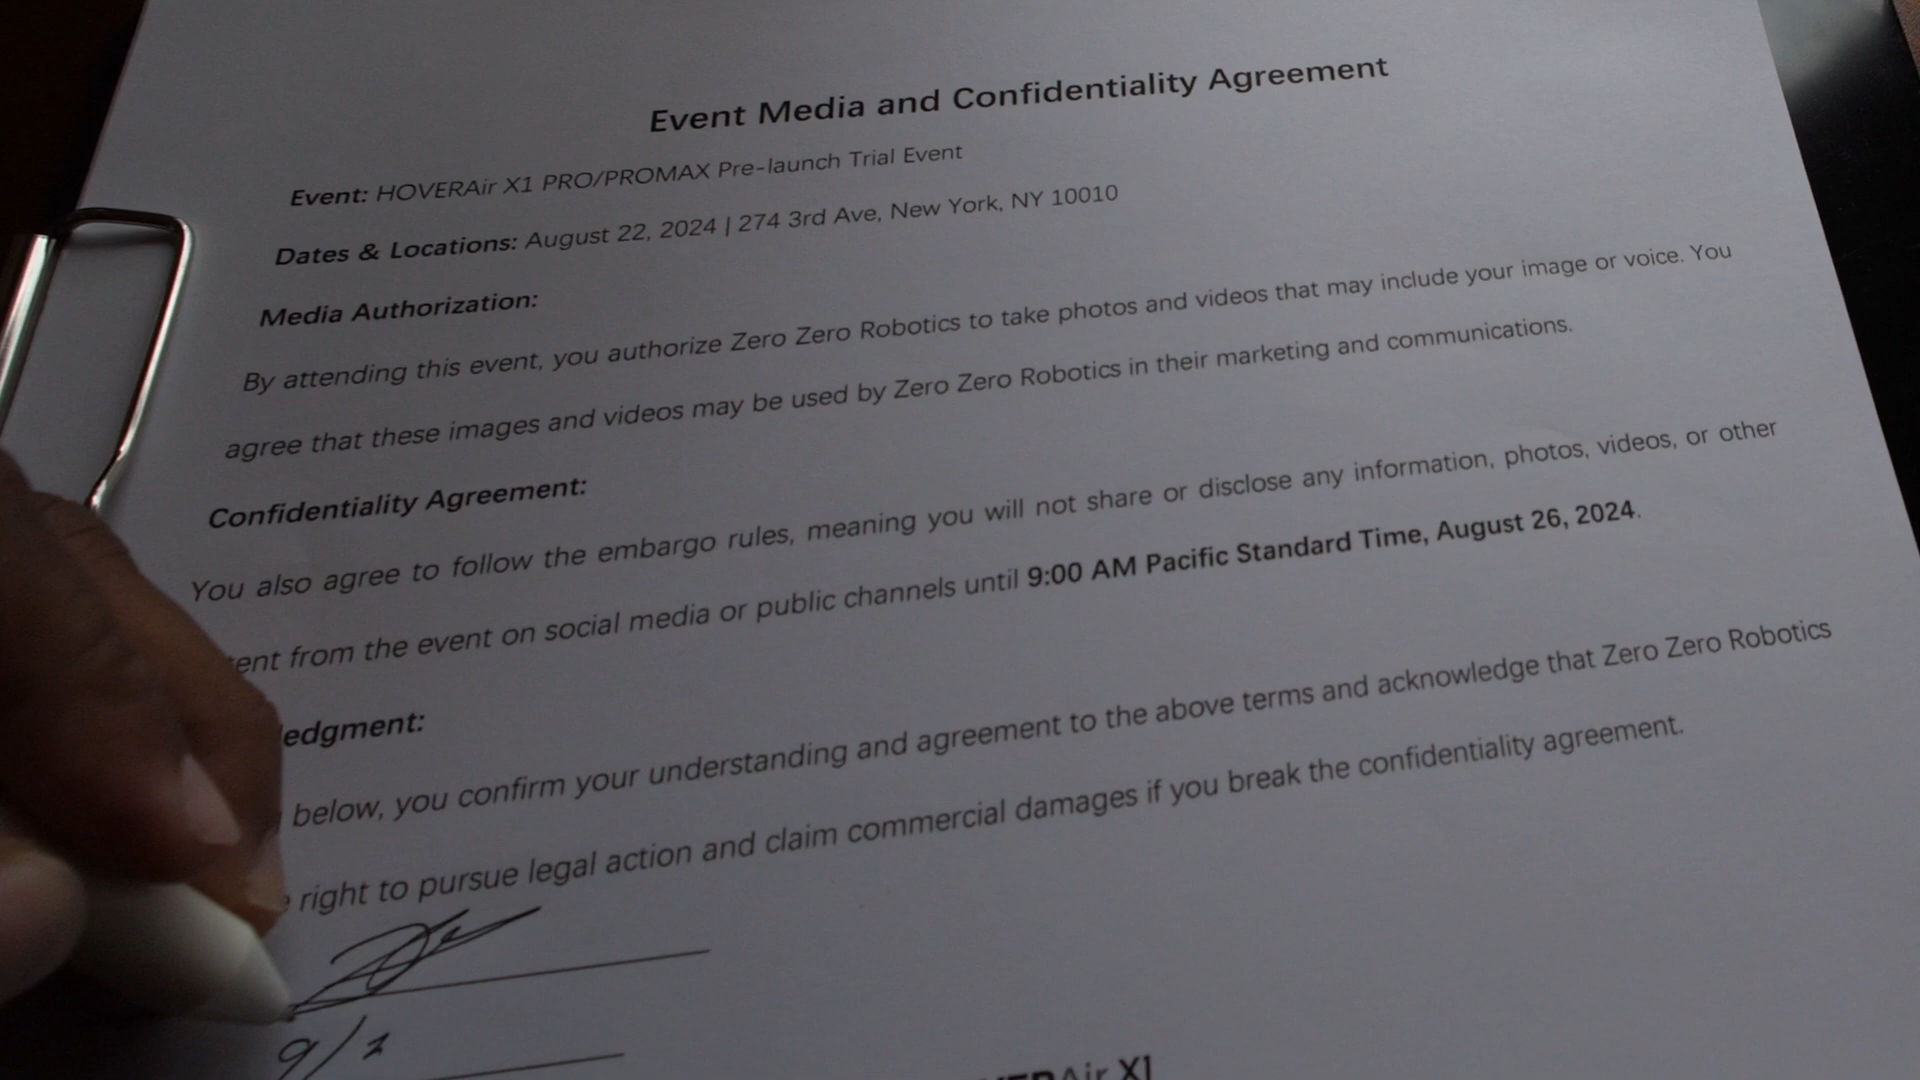 Event Media and Confidentiality Agreement
Event: HOVERAir X1 PRO/PROMAX Pre-launch Trial Event
Dates & Locations: August 22, 2024 | 274 3rd Ave, New York, NY 10010
Media Authorization:
By attending this event, you authorize Zero Zero Robotics to take photos and videos that may include your image or voice. You
agree that these images and videos may be used by Zero Zero Robotics in their marketing and communications.
Confidentiality Agreement:
You also agree to follow the embargo rules, meaning you will not share or disclose any information, photos, videos, or other
from the event on social media or public channels until 9:00 AM Pacific Standard Time, August 26, 2024.
below, you confirm your understanding and agreement to the above terms and acknowledge that Zero Zero Robotics
right to pursue legal action and claim commercial damages if you break the confidentiality agreement.
X1